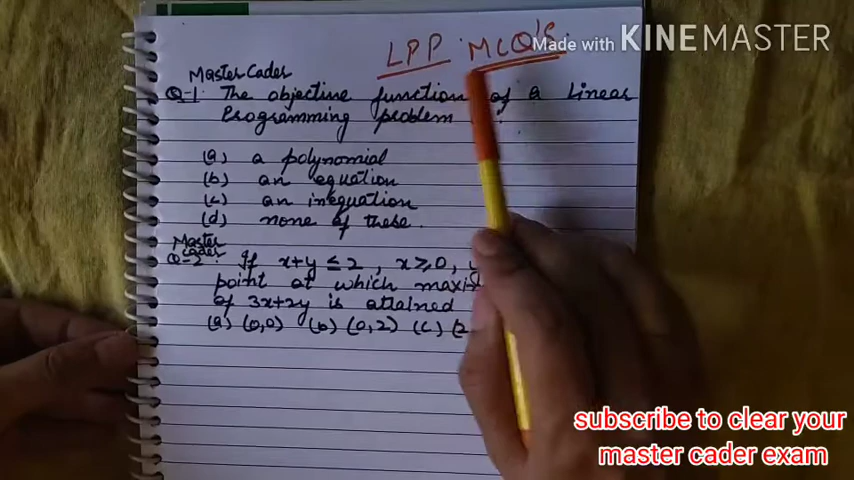 LPP MCQ'S
Made with KINEMASTER
Master Cader
Q-1 The objective function of a Linear
Programming problem
(a) a polynomial
(b) an equation
(c) an inequation
(d) none of these.
Master
Cader
Q-2. If x+y ≤ 2, x≥0,
point at which
of 3x+2y is attained
(a) (0,0) (b) (0,2) (c) (2
subscribe to clear your
master cader exam